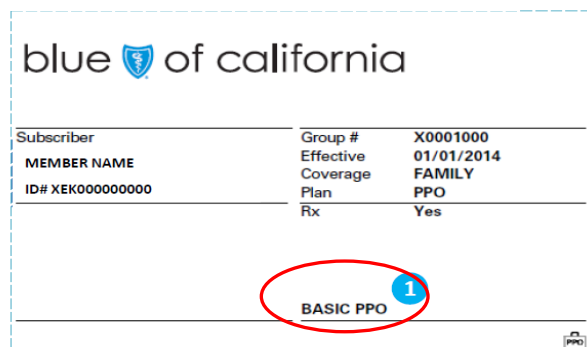 blue of california
Subscriber
MEMBER NAME
ID# XEK000000000
Group # X0001000
Effective 01/01/2014
Coverage FAMILY
Plan PPO
Rx Yes
1
BASIC PPO
PPO